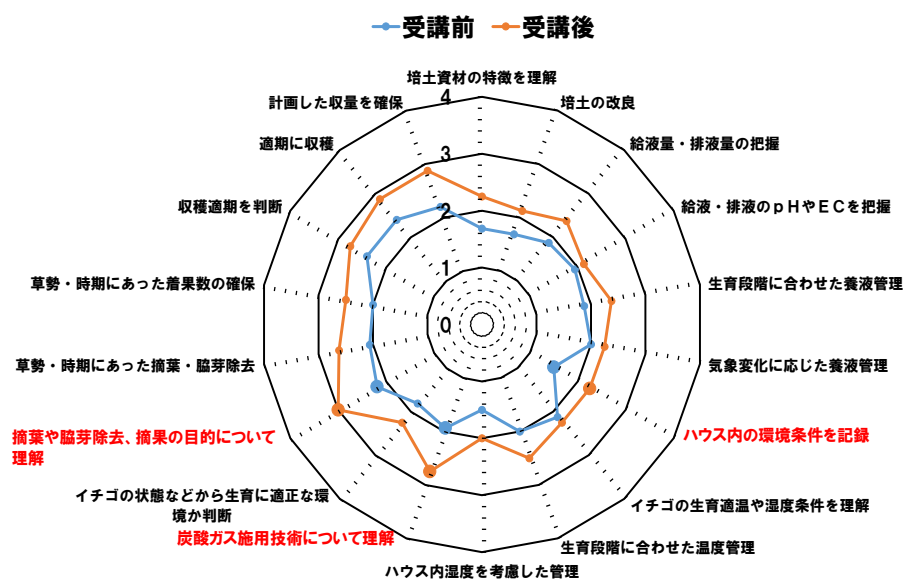 受講前 受講後
培土資材の特徴を理解
培土の改良
給液量・排液量の把握
給液・排液のpHやECを把握
生育段階に合わせた養液管理
気象変化に応じた養液管理
ハウス内の環境条件を記録
イチゴの生育適温や湿度条件を理解
生育段階に合わせた温度管理
ハウス内湿度を考慮した管理
炭酸ガス施用技術について理解
イチゴの状態などから生育に適正な環
境か判断
摘葉や脇芽除去、摘果の目的について
理解
草勢・時期にあった摘葉・脇芽除去
草勢・時期にあった着果数の確保
収穫適期を判断
適期に収穫
計画した収量を確保
4
3
2
1
0